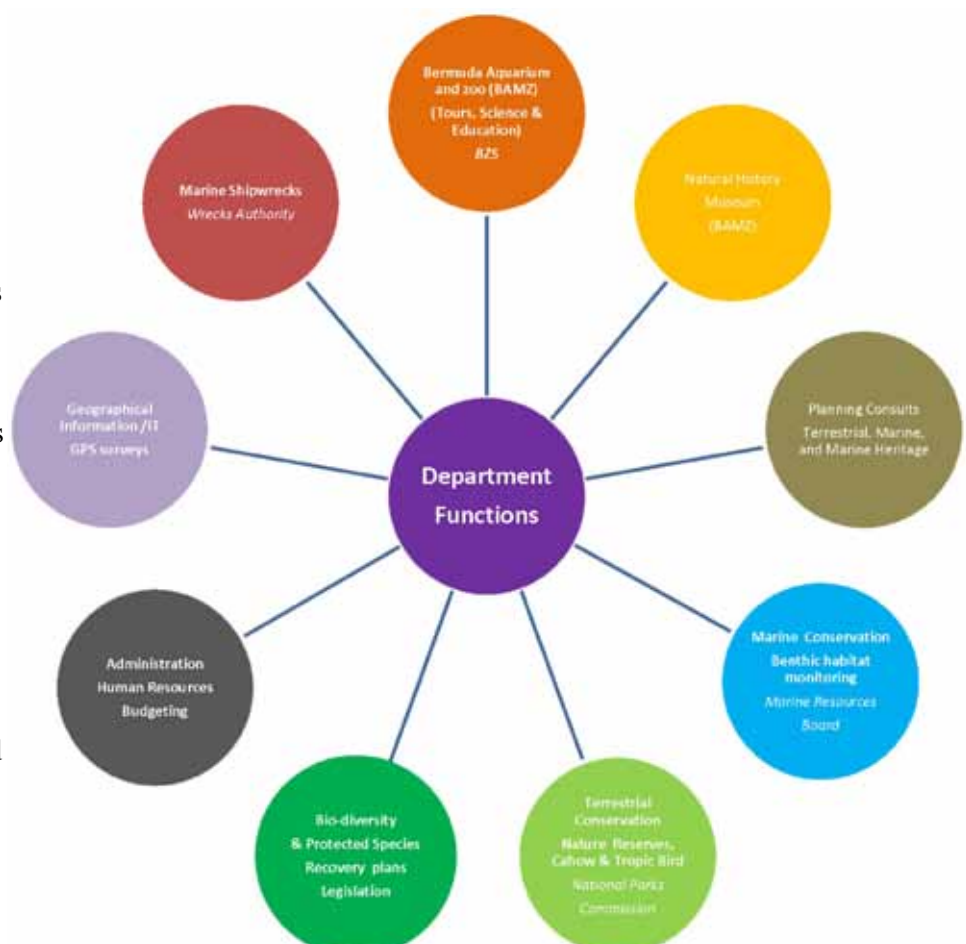 Bermuda Aquarium
and zoo (BAMZ)
(Tours, Science &
Education)
BZS
Natural History
Museum
(BAMZ)
Planning Consults
Terrestrial, Marine,
and Marine Heritage
Marine Conservation
Benthic habitat
monitoring
Marine Resources
Board
Terrestrial
Conservation
Nature Reserves,
Cahow & Tropic Bird
National Parks
Commission
Bio-diversity
& Protected Species
Recovery plans
Legislation
Administration
Human Resources
Budgeting
Geographical
Information /IT
GPS surveys
Marine Shipwrecks
Wrecks Authority
Department
Functions